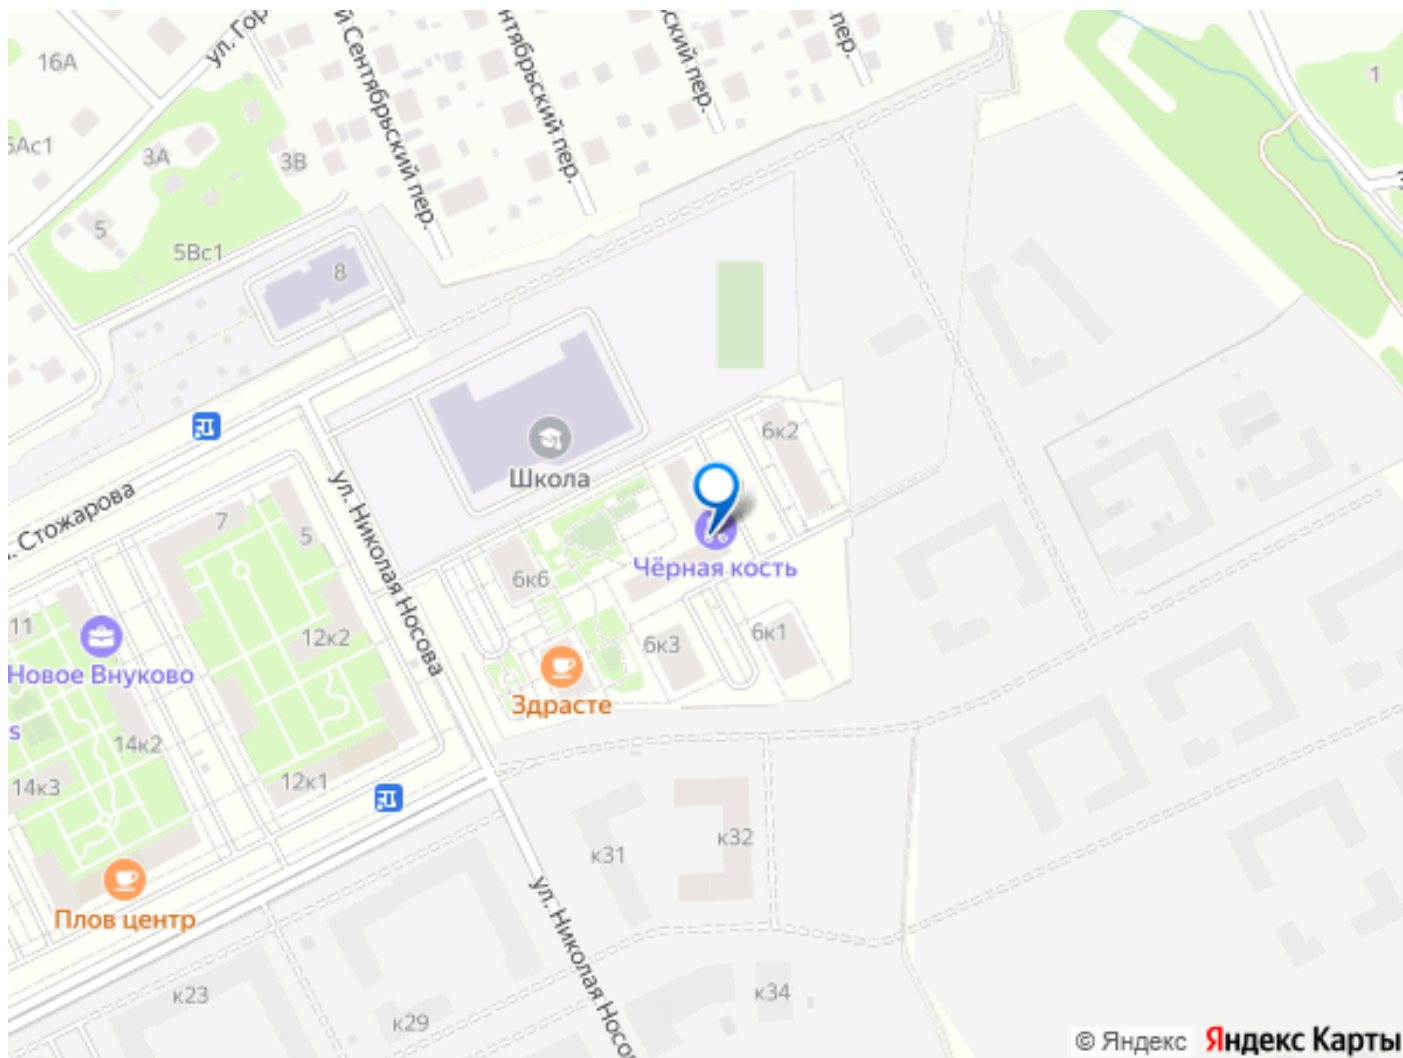 ул. Гор
й Сентябрьский пер.
нтябрьский пер.
ский пер.
пер.
16А
1
3А
3В
5
5Вс1
8
6к2
Школа
Чёрная кость
ул. Николая Носова
. Стожарова
7
5
6к6
11
12к2
6к3
6к1
Новое Внуково
Здрасте
s
14к2
14к3
12к1
к31
к32
Плов центр
ул. Николая Носо
к23
к29
к34
© Яндекс Яндекс Карты